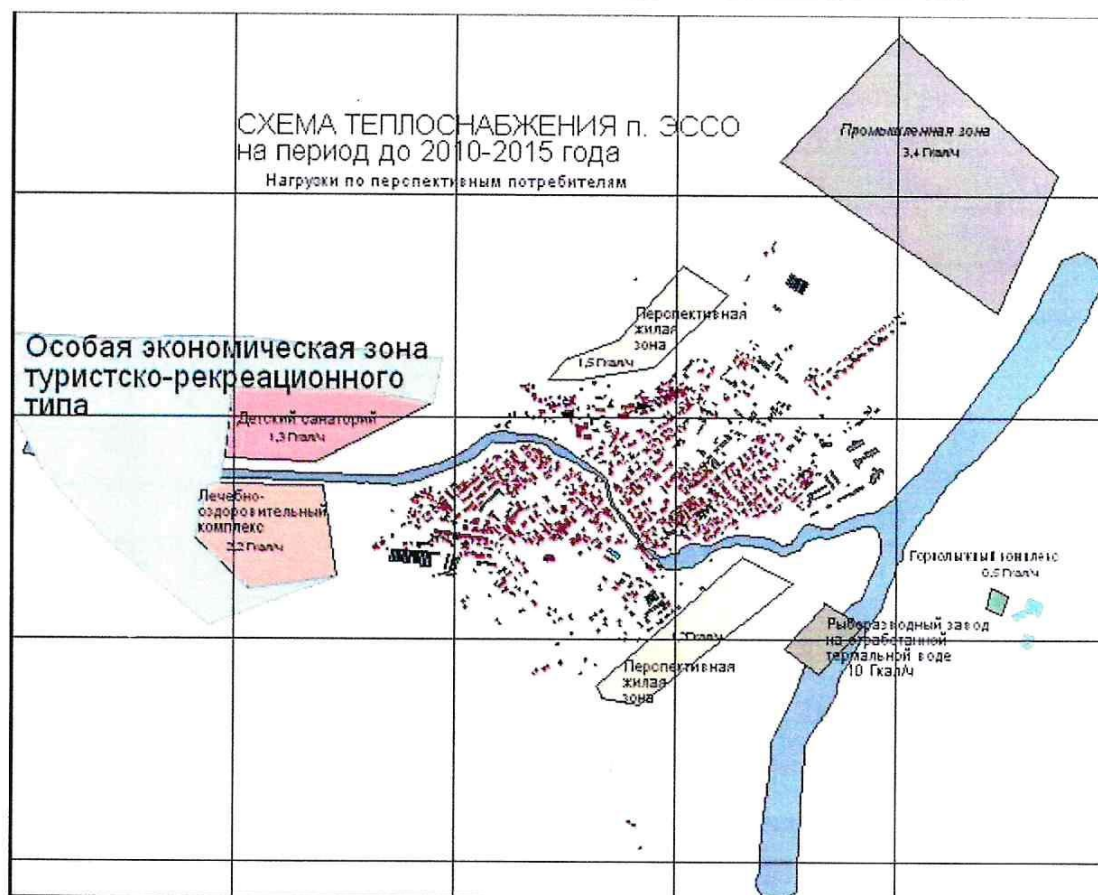 СХЕМА ТЕПЛОСНАБЖЕНИЯ п. ЭССО
на период до 2010-2015 года
Нагрузки по перспективным потребителям
Промышленная зона
3,4 Гкал/ч
Перспективная
жилая
зона
1,5 Гкал/ч
Особая экономическая зона
туристско-рекреационного
типа
Детский санаторий
1,3 Гкал/ч
Лечебно-
оздоровительный
комплекс
2,2 Гкал/ч
Горнолыжный комплекс
0,5 Гкал/ч
Рыборазводный завод
на отработанной
термальной воде
10 Гкал/ч
Гкал/ч
Перспективная
жилая
зона